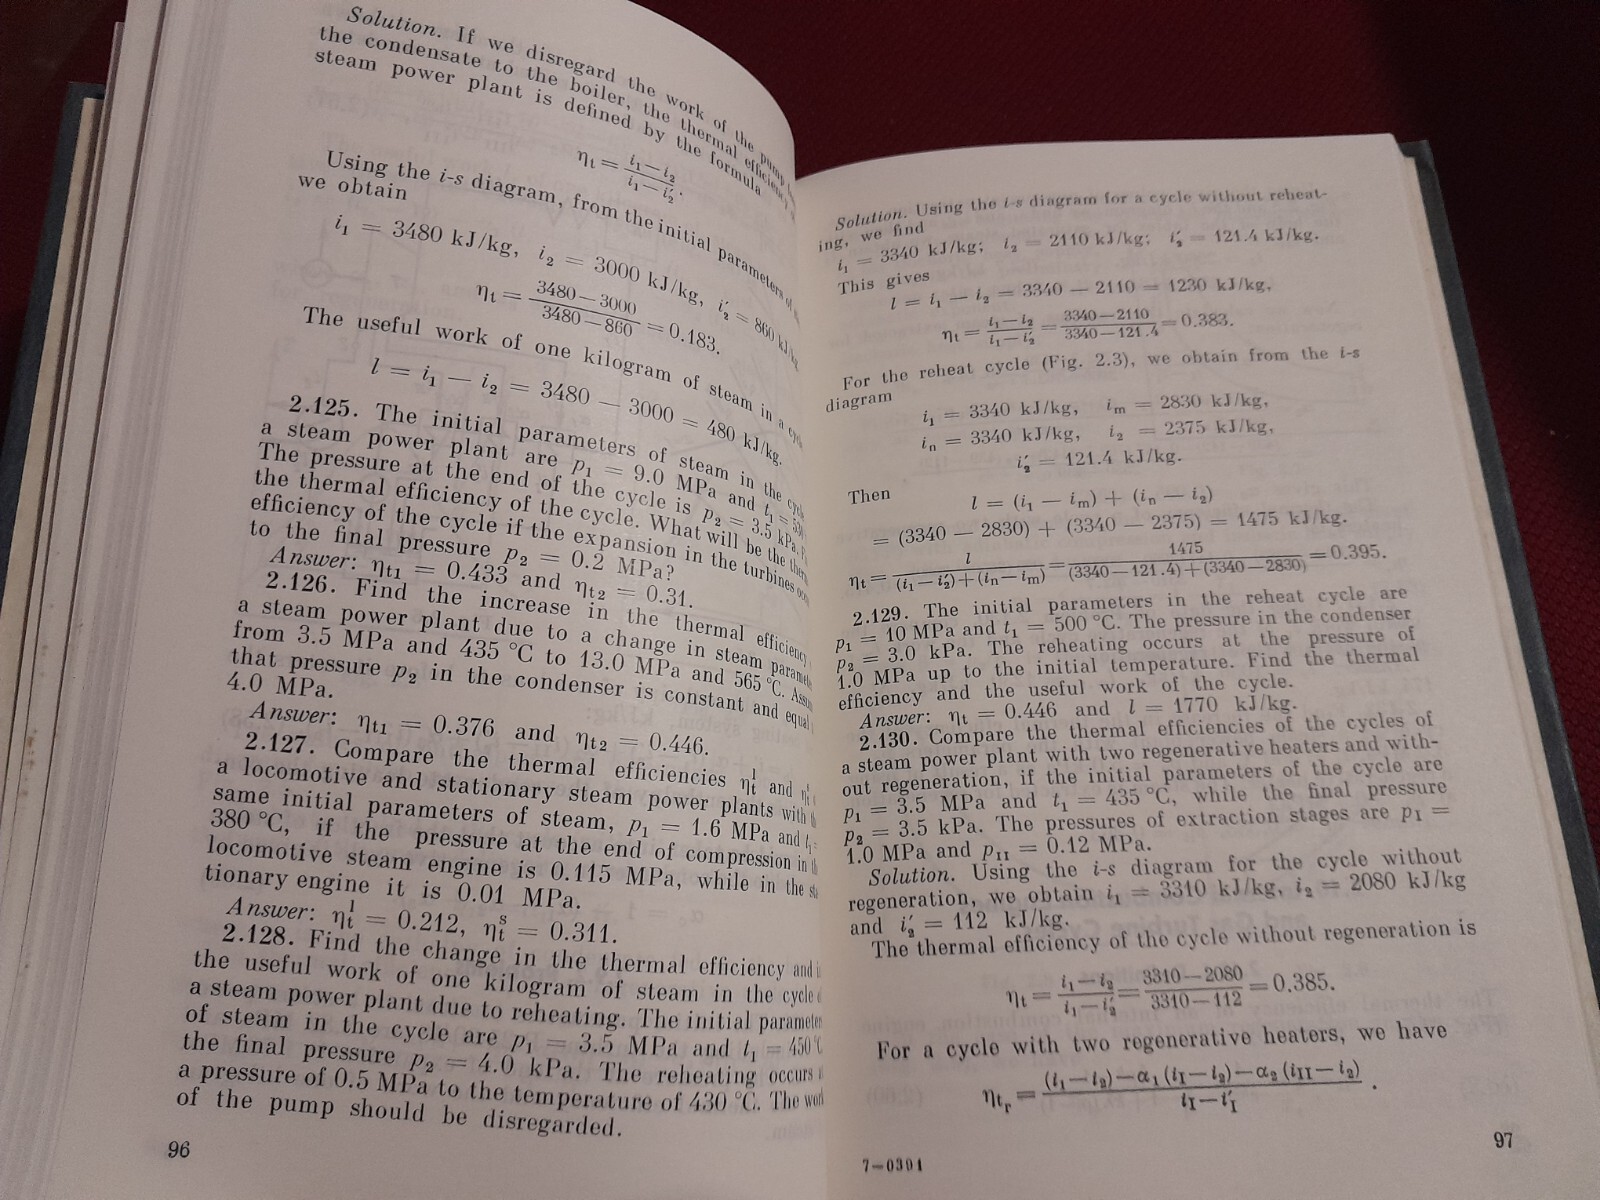 Solution. If we disregard the work of the pump
the condensate to the boiler, the thermal efficiency
steam power plant is defined by the formula
ηt = (i1 − i2)/(i1 − i′2).
Using the i-s diagram, from the initial parameters of
we obtain
i1 = 3480 kJ/kg, i2 = 3000 kJ/kg, i′2 = 860 kJ/kg,
ηt = (3480 − 3000)/(3480 − 860) = 0.183.
The useful work of one kilogram of steam in a
l = i1 − i2 = 3480 − 3000 = 480 kJ/kg.
2.125. The initial parameters of steam in the
a steam power plant are p1 = 9.0 MPa and t1 =
The pressure at the end of the cycle is p2 = 3.5 kPa.
the thermal efficiency of the cycle. What will be the
efficiency of the cycle if the expansion in the turbines
to the final pressure p2 = 0.2 MPa?
Answer: ηt1 = 0.433 and ηt2 = 0.31.
2.126. Find the increase in the thermal efficiency
a steam power plant due to a change in steam
from 3.5 MPa and 435 °C to 13.0 MPa and 565 °C.
that pressure p2 in the condenser is constant and equal
4.0 MPa.
Answer: ηt1 = 0.376 and ηt2 = 0.446.
2.127. Compare the thermal efficiencies ηlt and
a locomotive and stationary steam power plants with
same initial parameters of steam, p1 = 1.6 MPa and
380 °C, if the pressure at the end of compression in
locomotive steam engine is 0.115 MPa, while in the
tionary engine it is 0.01 MPa.
Answer: ηlt = 0.212, ηst = 0.311.
2.128. Find the change in the thermal efficiency and
the useful work of one kilogram of steam in the cycle
a steam power plant due to reheating. The initial
of steam in the cycle are p1 = 3.5 MPa and t1 = 450
the final pressure p2 = 4.0 kPa. The reheating occurs
a pressure of 0.5 MPa to the temperature of 430 °C. The
of the pump should be disregarded.
96
Solution. Using the i-s diagram for a cycle without reheat-
ing, we find
i1 = 3340 kJ/kg; i2 = 2110 kJ/kg; i′2 = 121.4 kJ/kg.
This gives
l = i1 − i2 = 3340 − 2110 = 1230 kJ/kg,
ηt = (i1 − i2)/(i1 − i′2) = (3340 − 2110)/(3340 − 121.4) = 0.383.
For the reheat cycle (Fig. 2.3), we obtain from the i-s
diagram
i1 = 3340 kJ/kg, im = 2830 kJ/kg,
in = 3340 kJ/kg, i2 = 2375 kJ/kg,
i′2 = 121.4 kJ/kg.
Then
l = (i1 − im) + (in − i2)
= (3340 − 2830) + (3340 − 2375) = 1475 kJ/kg.
ηt = l/((i1 − i′2) + (in − im)) = 1475/((3340 − 121.4) + (3340 − 2830)) = 0.395.
2.129. The initial parameters in the reheat cycle are
p1 = 10 MPa and t1 = 500 °C. The pressure in the condenser
p2 = 3.0 kPa. The reheating occurs at the pressure of
1.0 MPa up to the initial temperature. Find the thermal
efficiency and the useful work of the cycle.
Answer: ηt = 0.446 and l = 1770 kJ/kg.
2.130. Compare the thermal efficiencies of the cycles of
a steam power plant with two regenerative heaters and with-
out regeneration, if the initial parameters of the cycle are
p1 = 3.5 MPa and t1 = 435 °C, while the final pressure
p2 = 3.5 kPa. The pressures of extraction stages are pI =
1.0 MPa and pII = 0.12 MPa.
Solution. Using the i-s diagram for the cycle without
regeneration, we obtain i1 = 3310 kJ/kg, i2 = 2080 kJ/kg
and i′2 = 112 kJ/kg.
The thermal efficiency of the cycle without regeneration is
ηt = (i1 − i2)/(i1 − i′2) = (3310 − 2080)/(3310 − 112) = 0.385.
For a cycle with two regenerative heaters, we have
ηtr = ((i1 − i2) − α1 (iI − i2) − α2 (iII − i2))/(iI − i′I).
97
7—0301